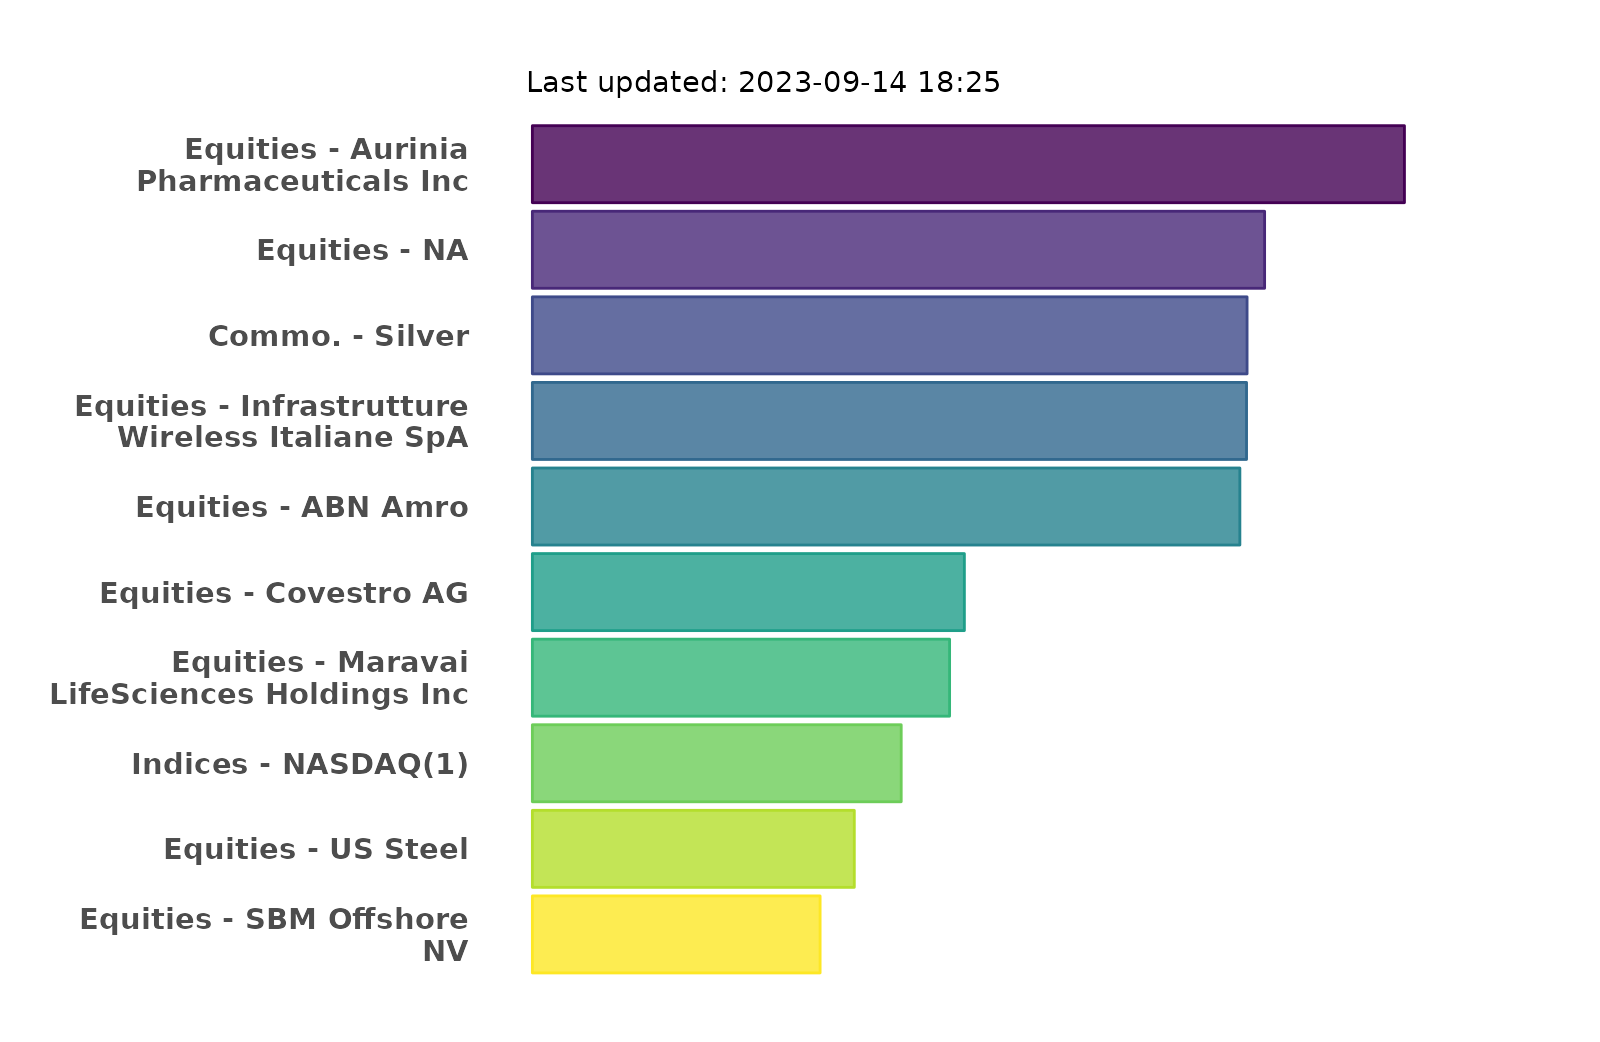 Last updated: 2023-09-14 18:25
Equities - Aurinia
Pharmaceuticals Inc
Equities - NA
Commo. - Silver
Equities - Infrastrutture
Wireless Italiane SpA
Equities - ABN Amro
Equities - Covestro AG
Equities - Maravai
LifeSciences Holdings Inc
Indices - NASDAQ(1)
Equities - US Steel
Equities - SBM Offshore
NV